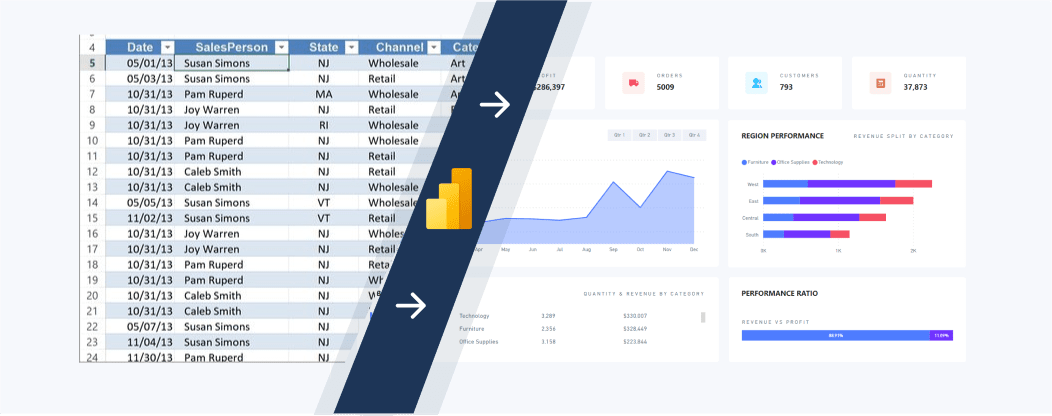 4 Date SalesPerson State Channel Cate
5 05/01/13 Susan Simons NJ Wholesale Art
6 05/03/13 Susan Simons NJ Retail Art
7 10/31/13 Pam Ruperd MA Wholesale
8 10/31/13 Joy Warren NJ Retail
9 10/31/13 Joy Warren RI Wholesale
10 10/31/13 Pam Ruperd NJ Wholesale
11 10/31/13 Pam Ruperd NJ Retail
12 10/31/13 Caleb Smith NJ Retail
13 10/31/13 Caleb Smith NJ Wholesale
14 05/05/13 Susan Simons VT Wholesale
15 11/02/13 Susan Simons VT Retail
16 10/31/13 Joy Warren NJ Wholes
17 10/31/13 Joy Warren NJ Retail
18 10/31/13 Pam Ruperd NJ Reta
19 10/31/13 Pam Ruperd NJ Wh
20 10/31/13 Caleb Smith NJ
21 10/31/13 Caleb Smith NJ
22 05/07/13 Susan Simons NJ
23 11/04/13 Susan Simons NJ
24 11/30/13 Pam Ruperd NJ
OFIT
$286,397
ORDERS
5009
CUSTOMERS
793
QUANTITY
37,873
Qtr 1 Qtr 2 Qtr 3 Qtr 4
Apr May Jun Jul Aug Sep Oct Nov Dec
REGION PERFORMANCE REVENUE SPLIT BY CATEGORY
Furniture Office Supplies Technology
West
East
Central
South
0K 1K 2K
QUANTITY & REVENUE BY CATEGORY
Technology 3,289 $330,007
Furniture 2,356 $328,449
Office Supplies 3,158 $223,844
PERFORMANCE RATIO
REVENUE VS PROFIT
88.91% 11.09%